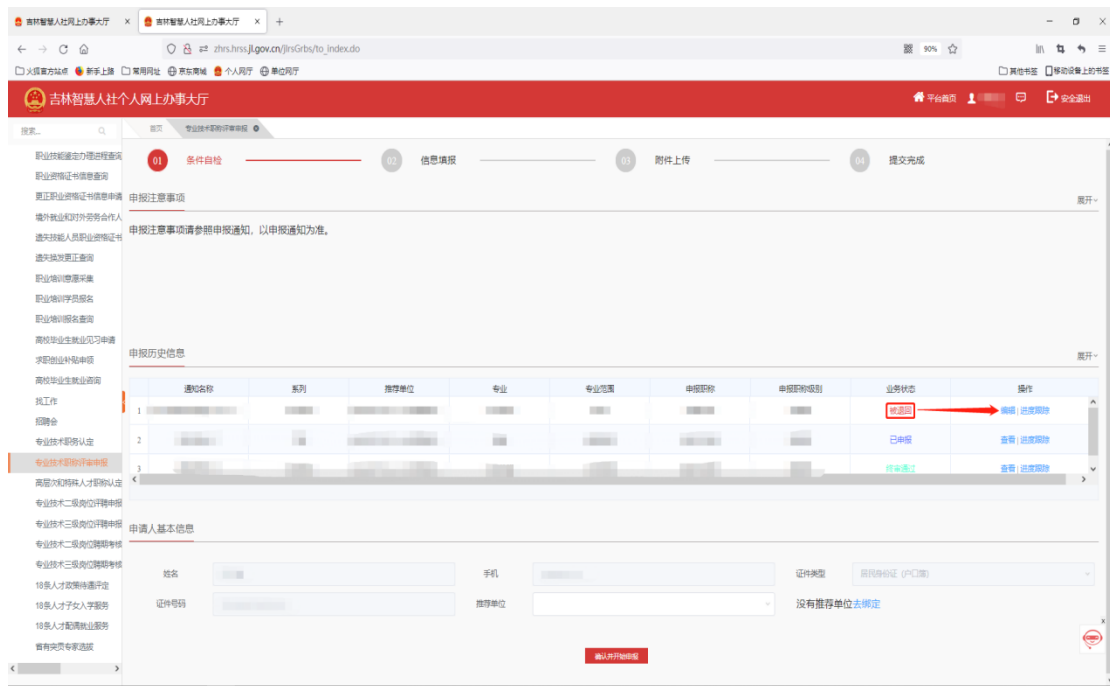 吉林智慧人社网上办事大厅 × 吉林智慧人社网上办事大厅 × +
zhrs.hrss.jl.gov.cn/jlrsGrbs/to_index.do 90%
火狐官方站点 新手上路 常用网址 京东商城 个人网厅 单位网厅 其他书签 移动设备上的书签
吉林智慧人社个人网上办事大厅 平台首页 安全退出
搜索... 首页 专业技术职称评审申报
职业技能鉴定办理进程查询
职业资格证书信息查询
更正职业资格证书信息申请
境外就业和对外劳务合作人
遗失技能人员职业资格证书
遗失换发更正查询
职业培训意愿采集
职业培训学员报名
职业培训报名查询
高校毕业生就业见习申请
求职创业补贴申领
高校毕业生就业咨询
找工作
招聘会
专业技术职务认定
专业技术职称评审申报
高层次和特殊人才职称认定
专业技术二级岗位评聘申报
专业技术三级岗位评聘申报
专业技术二级岗位聘期考核
专业技术三级岗位聘期考核
18条人才政策待遇评定
18条人才子女入学服务
18条人才配偶就业服务
省有突贡专家选拔
01 条件自检 02 信息填报 03 附件上传 04 提交完成
申报注意事项 展开
申报注意事项请参照申报通知，以申报通知为准。
申报历史信息 展开
通知名称 系列 推荐单位 专业 专业范围 申报职称 申报职称级别 业务状态 操作
1 被退回 编辑 | 进度跟踪
2 已申报 查看 | 进度跟踪
3 终审通过 查看 | 进度跟踪
申请人基本信息
姓名 手机 证件类型 居民身份证（户口簿）
证件号码 推荐单位 没有推荐单位去绑定
确认并开始申报